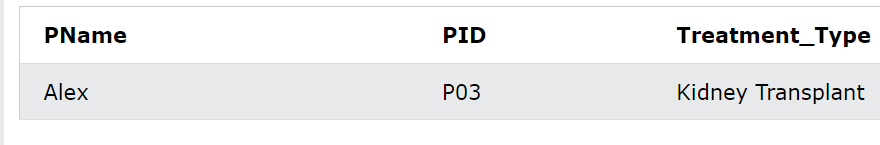 PName PID Treatment_Type
Alex P03 Kidney Transplant